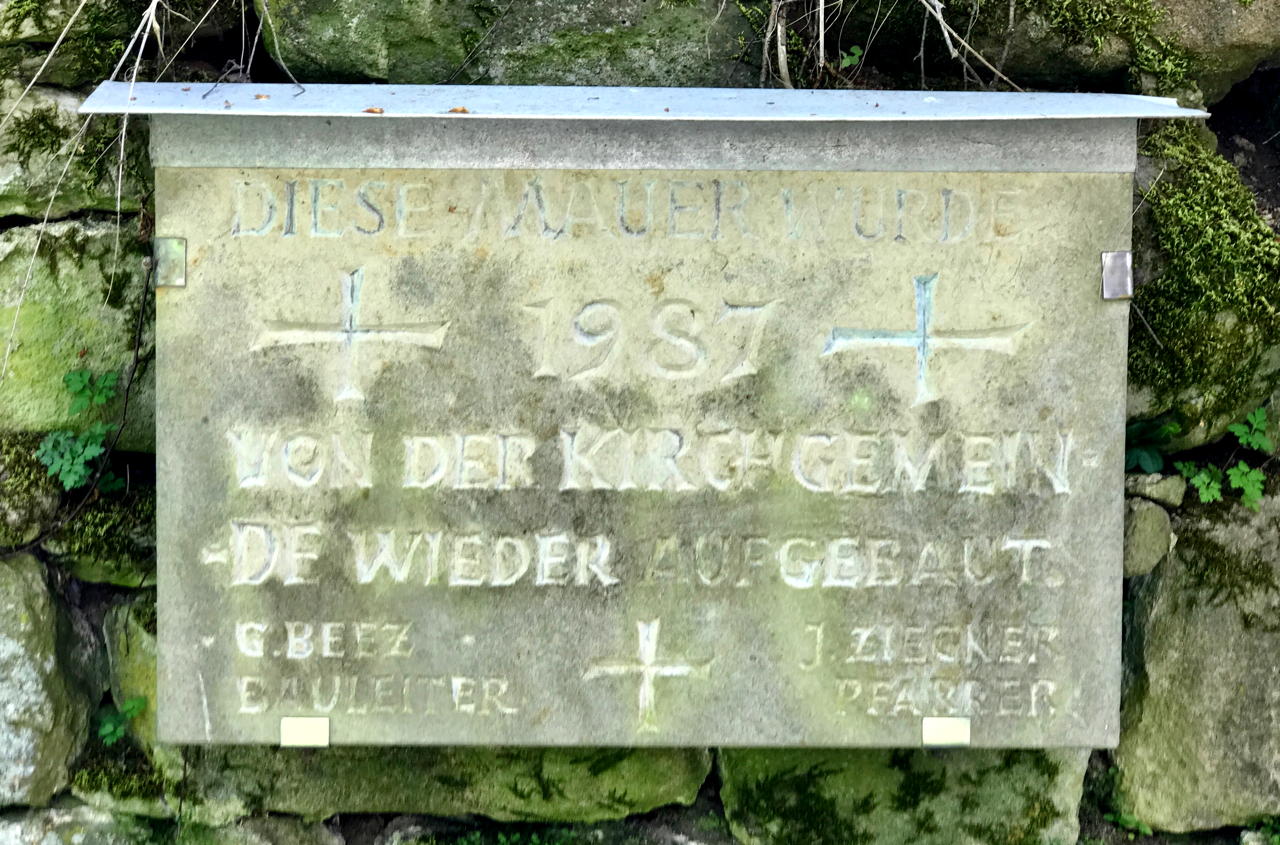 DIESE MAUER WURDE
1987
VON DER KIRCHGEMEIN-
DE WIEDER AUFGEBAUT.
G. BEEZ J. ZIEGNER
BAULEITER PFARRER